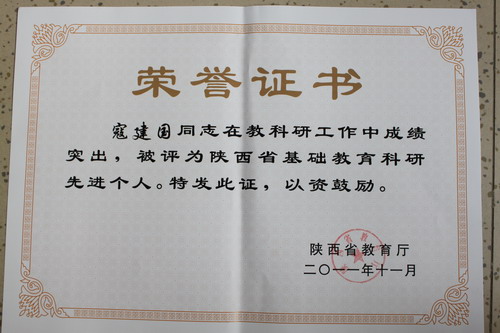 荣誉证书
寇建国同志在教科研工作中成绩
突出，被评为陕西省基础教育科研
先进个人。特发此证，以资鼓励。
陕西省教育厅
二〇一一年十一月